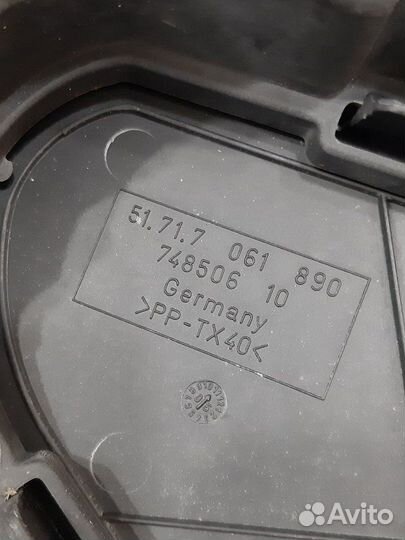 51.71.7 061 890
748506 10
Germany
>PP-TX40<
Avito